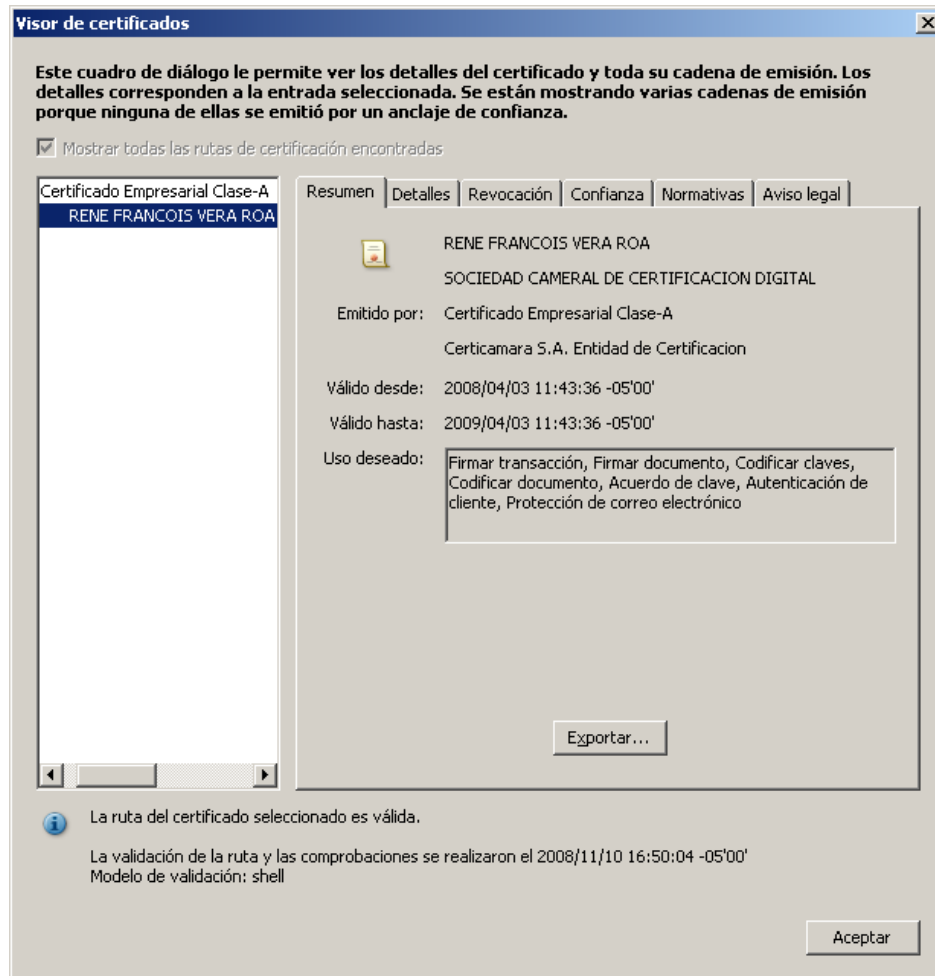 Visor de certificados
Este cuadro de diálogo le permite ver los detalles del certificado y toda su cadena de emisión. Los
detalles corresponden a la entrada seleccionada. Se están mostrando varias cadenas de emisión
porque ninguna de ellas se emitió por un anclaje de confianza.
Mostrar todas las rutas de certificación encontradas
Certificado Empresarial Clase-A
RENE FRANCOIS VERA ROA
Resumen Detalles Revocación Confianza Normativas Aviso legal
RENE FRANCOIS VERA ROA
SOCIEDAD CAMERAL DE CERTIFICACION DIGITAL
Emitido por: Certificado Empresarial Clase-A
Certicamara S.A. Entidad de Certificacion
Válido desde: 2008/04/03 11:43:36 -05'00'
Válido hasta: 2009/04/03 11:43:36 -05'00'
Uso deseado: Firmar transacción, Firmar documento, Codificar claves,
Codificar documento, Acuerdo de clave, Autenticación de
cliente, Protección de correo electrónico
Exportar...
La ruta del certificado seleccionado es válida.
La validación de la ruta y las comprobaciones se realizaron el 2008/11/10 16:50:04 -05'00'
Modelo de validación: shell
Aceptar